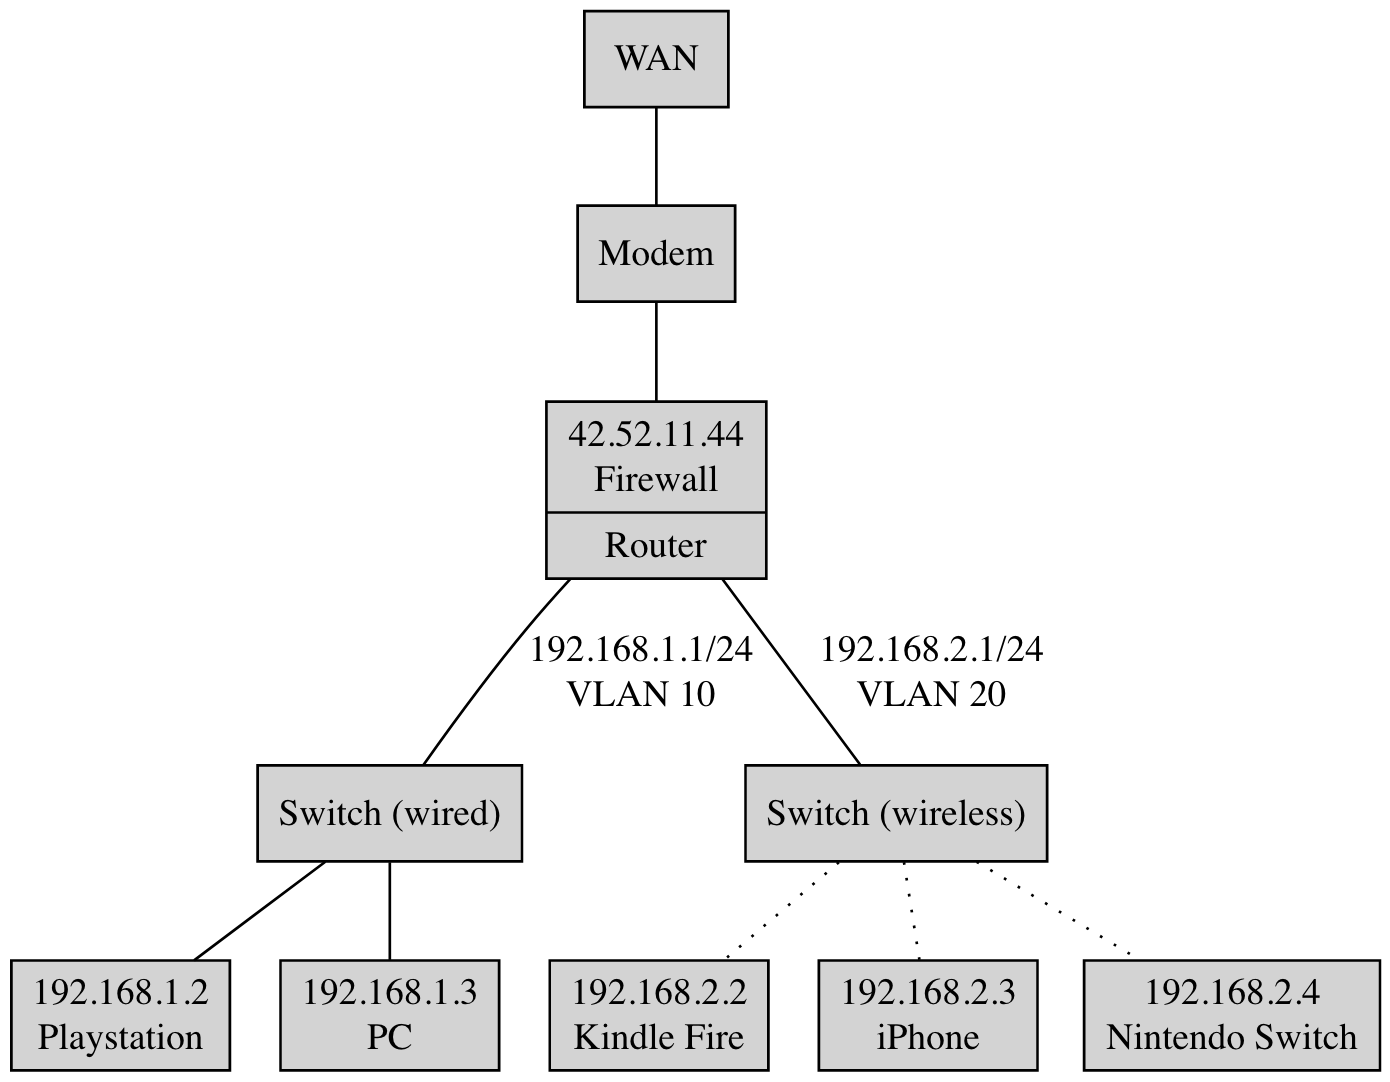 WAN
Modem
42.52.11.44
Firewall
Router
192.168.1.1/24
VLAN 10
192.168.2.1/24
VLAN 20
Switch (wired)
Switch (wireless)
192.168.1.2
Playstation
192.168.1.3
PC
192.168.2.2
Kindle Fire
192.168.2.3
iPhone
192.168.2.4
Nintendo Switch